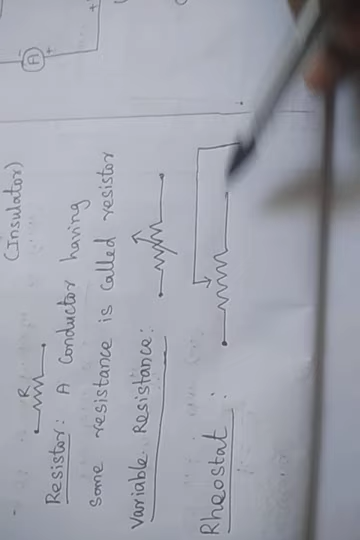 A
(Insulator)
R
Resistor: A Conductor having
some resistance is called resistor
Variable Resistance:
Rheostat :